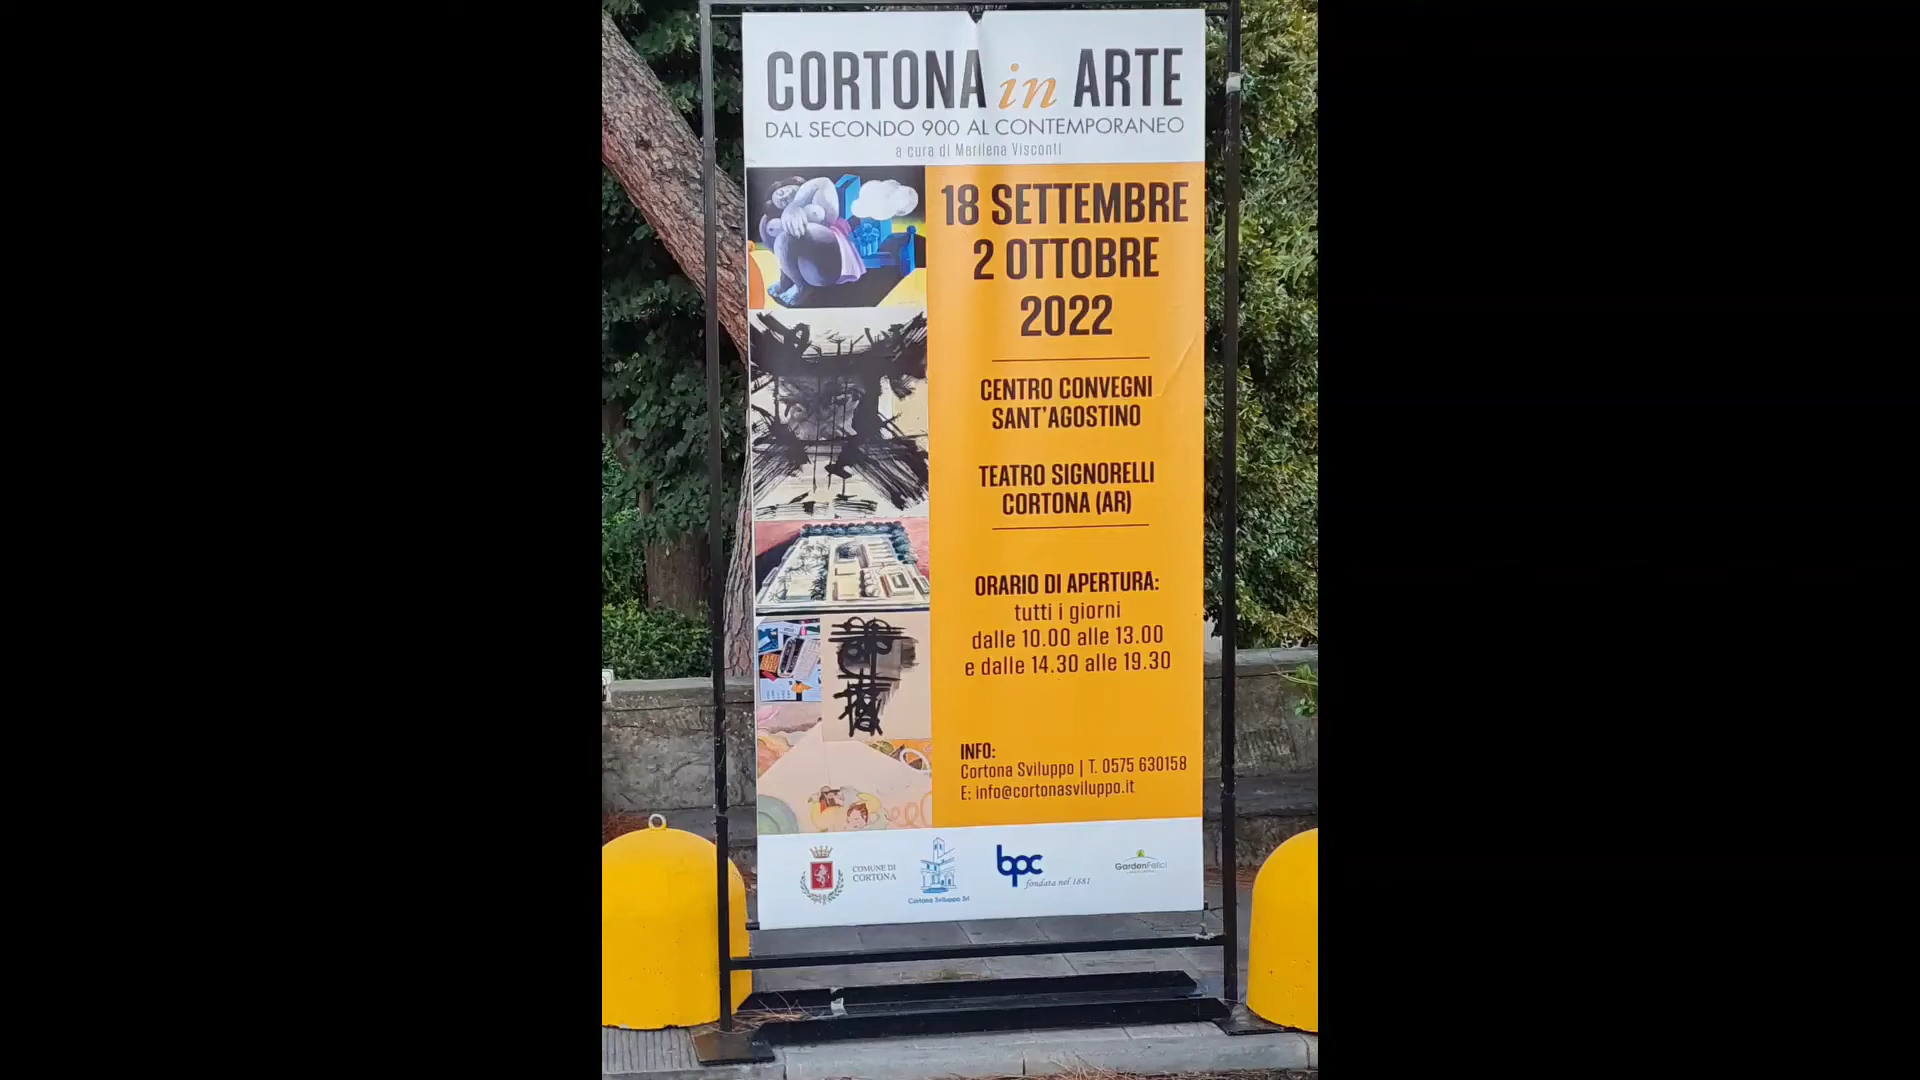 CORTONA in ARTE
DAL SECONDO 900 AL CONTEMPORANEO
a cura di Marilena Visconti
18 SETTEMBRE
2 OTTOBRE
2022
CENTRO CONVEGNI
SANT'AGOSTINO
TEATRO SIGNORELLI
CORTONA (AR)
ORARIO DI APERTURA:
tutti i giorni
dalle 10.00 alle 13.00
e dalle 14.30 alle 19.30
INFO:
Cortona Sviluppo | T. 0575 630158
E: info@cortonasviluppo.it
COMUNE DI
CORTONA
Cortona Sviluppo Srl
bpc
fondata nel 1881
GardenFelici